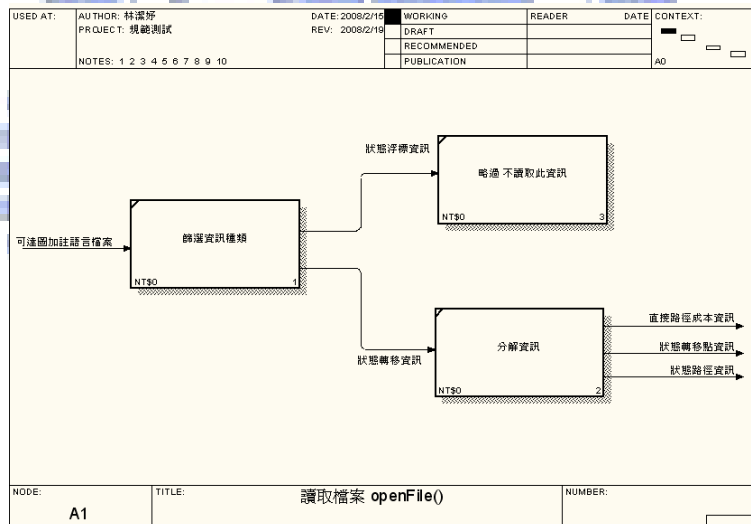 USED AT:
AUTHOR: 林潔妤
DATE: 2008/2/15
WORKING
READER
DATE
CONTEXT:
PROJECT: 規範測試
REV: 2008/2/19
DRAFT
RECOMMENDED
NOTES: 1 2 3 4 5 6 7 8 9 10
PUBLICATION
A0
狀態浮標資訊
略過 不讀取此資訊
NT$0
3
可達圖加註語言檔案
篩選資訊種類
NT$0
1
狀態轉移資訊
分解資訊
NT$0
2
直接路徑成本資訊
狀態轉移點資訊
狀態路徑資訊
NODE:
A1
TITLE:
讀取檔案 openFile()
NUMBER: